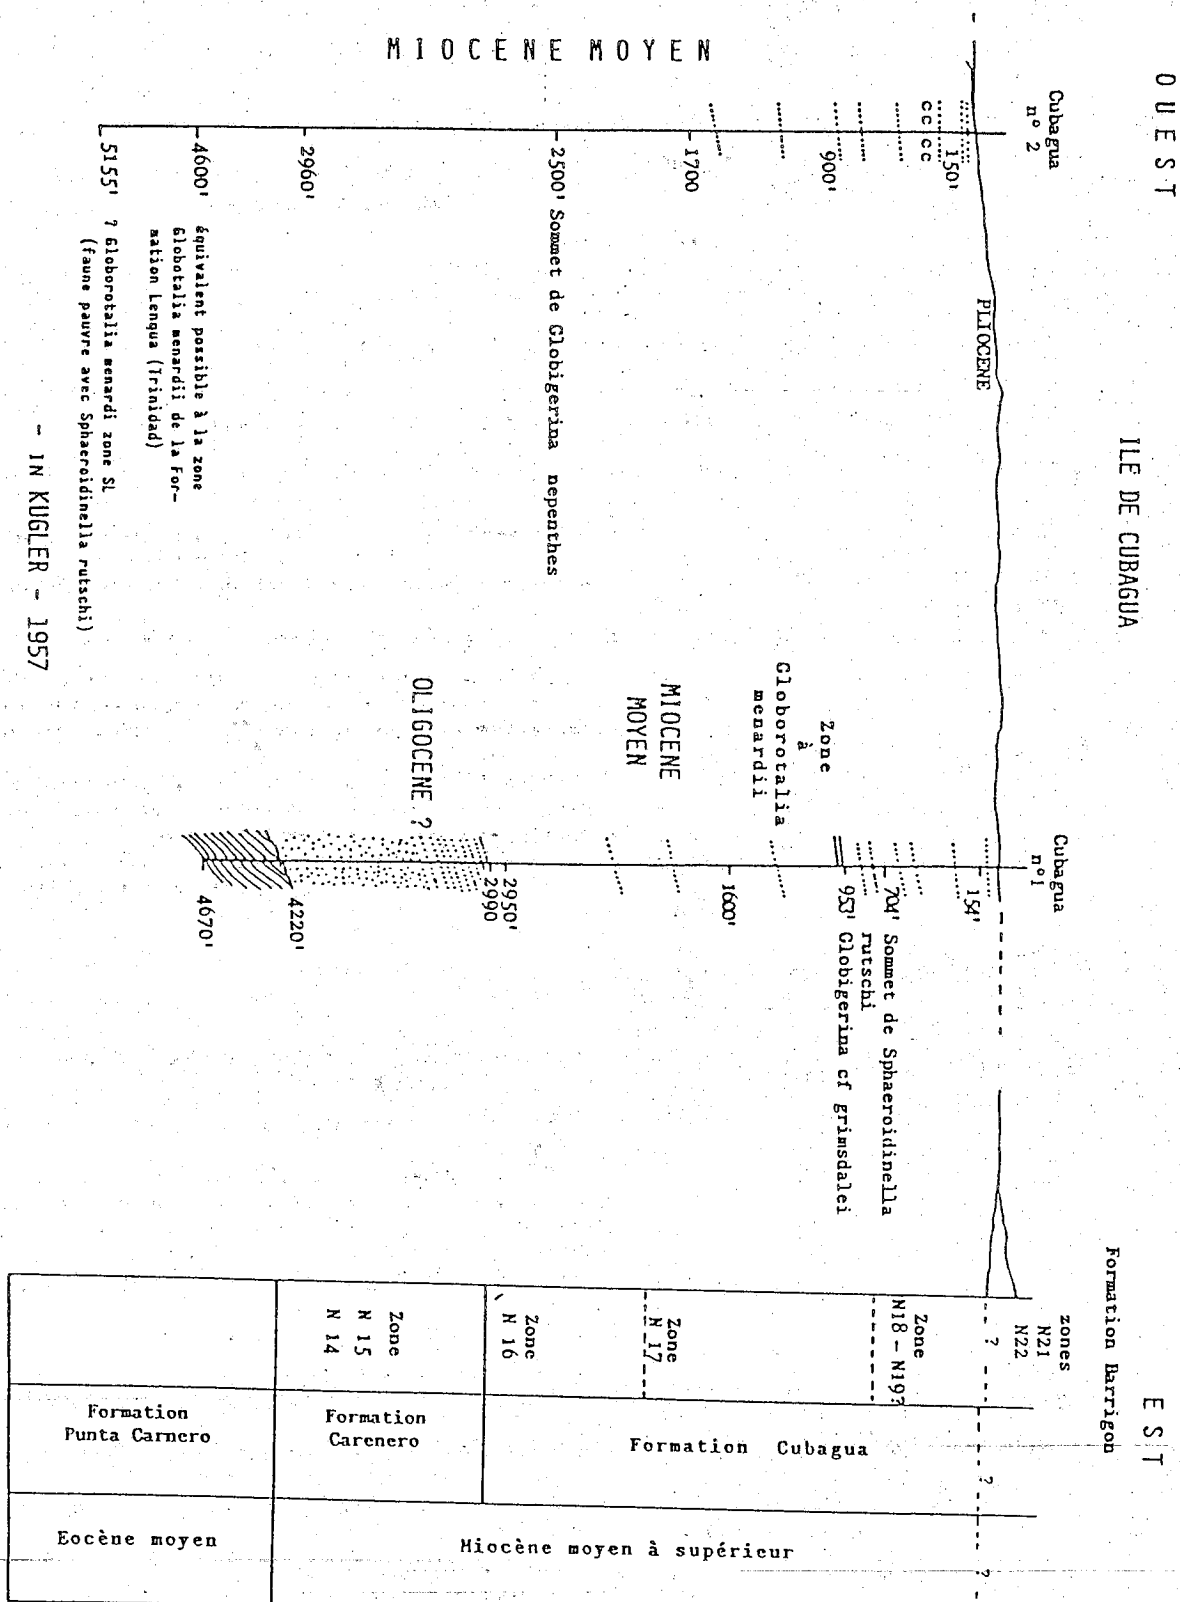 OUEST
ILE DE CUBAGUA
EST
Cubagua
n° 2
Cubagua
n°1
Formation Barrigon
zones
N21
N22
PLIOCENE
150'
cc cc
900'
1700
2500' Sommet de Globigerina nepenthes
2960'
4600'
équivalent possible à la zone
Globotalia menardii de la For-
mation Lengua (Trinidad)
5155'
? Globorotalia menardi zone SL
(faune pauvre avec Sphaeroidinella rutschi)
MIOCENE MOYEN
154'
704' Sommet de Sphaeroidinella
rutschi
953' Globigerina cf grimsdalei
Zone
à
Globorotalia
menardii
1600'
MIOCENE
MOYEN
2950'
2990
OLIGOCENE ?
4220'
4670'
?
?
?
Zone
N18 - N19?
Zone
N 17
Zone
N 16
Zone
N 15
N 14
Formation Cubagua
Formation
Carenero
Formation
Punta Carnero
Miocène moyen à supérieur
Eocène moyen
- IN KUGLER - 1957